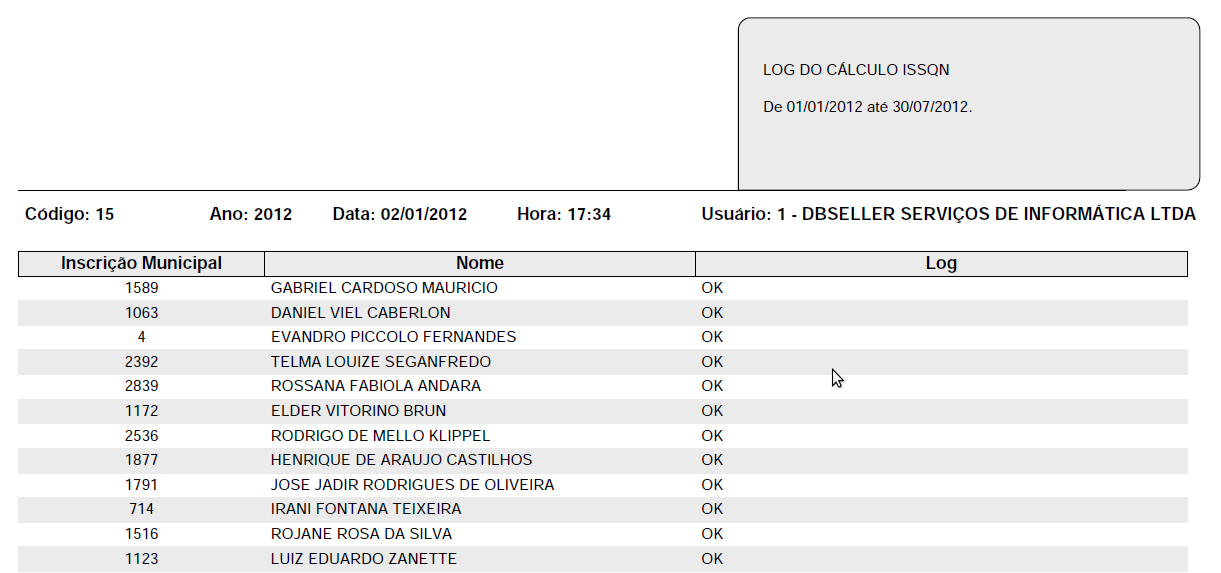 LOG DO CÁLCULO ISSQN
De 01/01/2012 até 30/07/2012.
Código: 15 Ano: 2012 Data: 02/01/2012 Hora: 17:34 Usuário: 1 - DBSELLER SERVIÇOS DE INFORMÁTICA LTDA
Inscrição Municipal Nome Log
1589 GABRIEL CARDOSO MAURICIO OK
1063 DANIEL VIEL CABERLON OK
4 EVANDRO PICCOLO FERNANDES OK
2392 TELMA LOUIZE SEGANFREDO OK
2839 ROSSANA FABIOLA ANDARA OK
1172 ELDER VITORINO BRUN OK
2536 RODRIGO DE MELLO KLIPPEL OK
1877 HENRIQUE DE ARAUJO CASTILHOS OK
1791 JOSE JADIR RODRIGUES DE OLIVEIRA OK
714 IRANI FONTANA TEIXEIRA OK
1516 ROJANE ROSA DA SILVA OK
1123 LUIZ EDUARDO ZANETTE OK